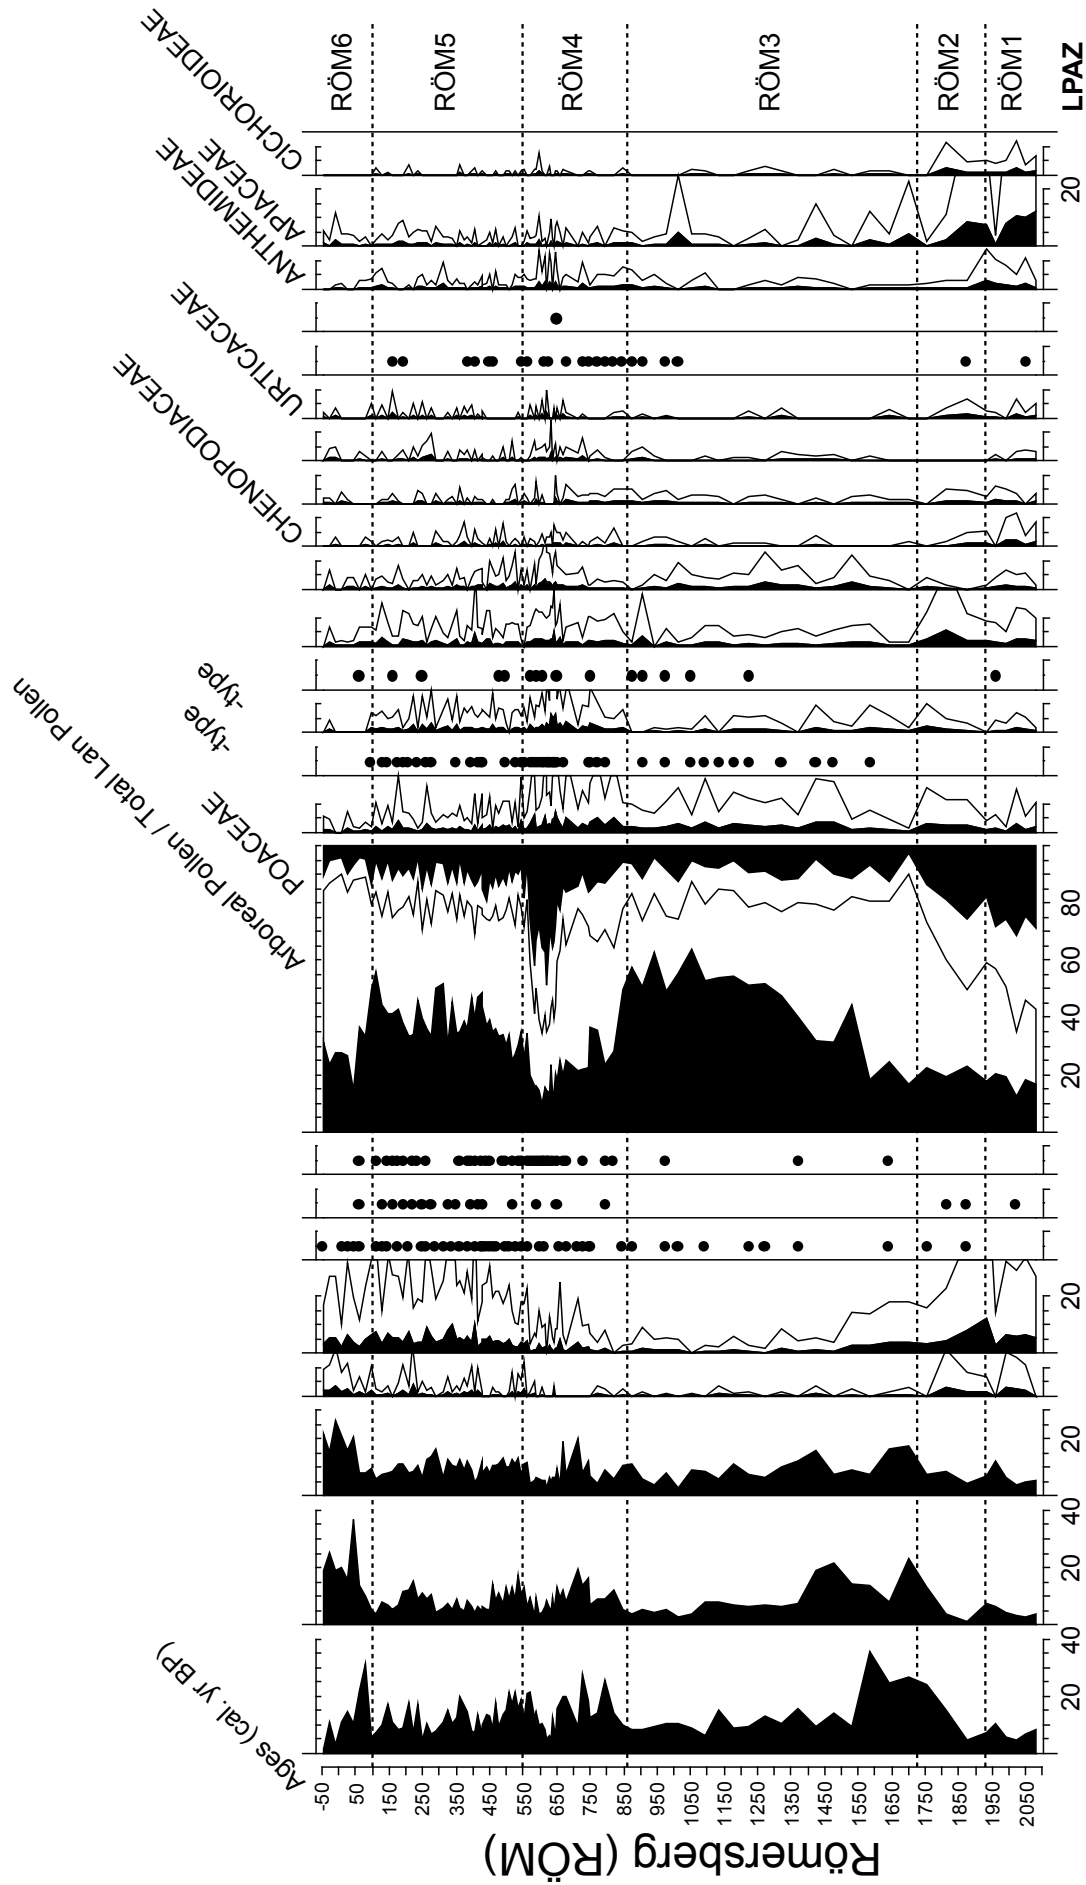 Römersberg (RÖM)
Ages (cal. yr BP)
-50
50
150
250
350
450
550
650
750
850
950
1050
1150
1250
1350
1450
1550
1650
1750
1850
1950
2050
20
40
20
40
20
20
Arboreal Pollen / Total Lan Pollen
20
40
60
80
POACEAE
-type
-type
CHENOPODIACEAE
URTICACEAE
ANTHEMIDEAE
APIACEAE
20
CICHORIOIDEAE
RÖM6
RÖM5
RÖM4
RÖM3
RÖM2
RÖM1
LPAZ